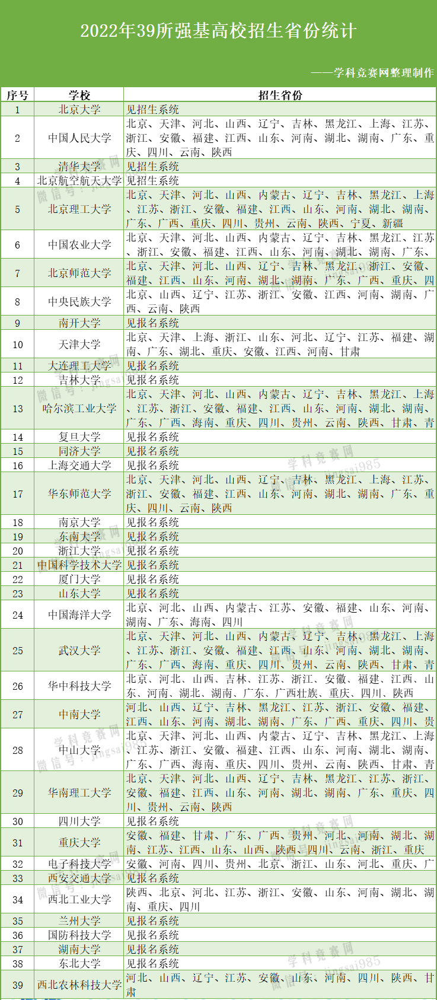 2022年39所强基高校招生省份统计
——学科竞赛网整理制作
序号 学校 招生省份
1 北京大学 见招生系统
2 中国人民大学 北京、天津、河北、山西、辽宁、吉林、黑龙江、上海、江苏、
浙江、安徽、福建、江西、山东、河南、湖北、湖南、广东、重
庆、四川、云南、陕西
3 清华大学 见招生系统
4 北京航空航天大学 见招生系统
5 北京理工大学 北京、天津、河北、山西、内蒙古、辽宁、吉林、黑龙江、上海
、江苏、浙江、安徽、福建、江西、山东、河南、湖北、湖南、
广东、广西、重庆、四川、贵州、云南、陕西、宁夏、新疆
6 中国农业大学 北京、天津、河北、山西、内蒙古、辽宁、吉林、黑龙江、江苏
、浙江、安徽、福建、江西、山东、河南、湖北、湖南、广东、
7 北京师范大学 北京、天津、河北、山西、辽宁、吉林、黑龙江、浙江、安徽、
福建、江西、山东、河南、湖北、湖南、广东、广西、重庆、四
8 中央民族大学 北京、山西、辽宁、江苏、浙江、安徽、江西、河南、湖南、广
西、云南、陕西
9 南开大学 见报名系统
10 天津大学 北京、天津、上海、浙江、山东、河北、辽宁、江苏、福建、湖
南、广东、湖北、重庆、安徽、江西、河南、甘肃
11 大连理工大学 见报名系统
12 吉林大学 见报名系统
13 哈尔滨工业大学 北京、天津、河北、山西、内蒙古、辽宁、吉林、黑龙江、上海
、江苏、浙江、安徽、福建、江西、山东、河南、湖北、湖南、
广东、广西、海南、重庆、四川、贵州、云南、陕西、甘肃、青
14 复旦大学 见报名系统
15 同济大学 见报名系统
16 上海交通大学 见报名系统
17 华东师范大学 北京、天津、河北、山西、辽宁、吉林、黑龙江、上海、江苏、
浙江、安徽、福建、江西、山东、河南、湖北、湖南、广东、重
庆、四川、云南、陕西
18 南京大学 见报名系统
19 东南大学 见报名系统
20 浙江大学 见报名系统
21 中国科学技术大学 见报名系统
22 厦门大学 见报名系统
23 山东大学 见报名系统
24 中国海洋大学 北京、河北、山西、内蒙古、江苏、安徽、福建、山东、河南、
湖南、广东、海南、四川
25 武汉大学 北京、天津、河北、山西、内蒙古、辽宁、吉林、黑龙江、上海
、江苏、浙江、安徽、福建、江西、山东、河南、湖北、湖南、
广东、广西、海南、重庆、四川、贵州、云南、陕西、甘肃、青
26 华中科技大学 北京、河北、山西、吉林、江苏、浙江、安徽、福建、江西、山
东、河南、湖北、湖南、广东、广西壮族、重庆、四川、陕西
27 中南大学 河北、山西、辽宁、吉林、黑龙江、江苏、浙江、安徽、福建、
江西、山东、河南、湖北、湖南、广东、广西、重庆、四川、贵
28 中山大学 北京、天津、河北、山西、内蒙古、辽宁、吉林、黑龙江、上海
、江苏、浙江、安徽、福建、江西、山东、河南、湖北、湖南、
广东、广西、海南、重庆、四川、贵州、云南、陕西、甘肃、青
29 华南理工大学 北京、天津、河北、山西、辽宁、吉林、黑龙江、江苏、浙江、
安徽、福建、江西、山东、河南、湖北、湖南、广东、重庆、四
川、贵州、云南、陕西
30 四川大学 见报名系统
31 重庆大学 安徽、福建、甘肃、广东、广西、贵州、河北、河南、湖北、湖
南、江苏、江西、山东、山西、陕西、四川、云南、浙江、重庆
32 电子科技大学 安徽、河南、四川、贵州、北京、浙江、山东、河北、重庆、广
33 西安交通大学 见报名系统
34 西北工业大学 陕西、北京、河北、江苏、浙江、安徽、山东、河南、湖北、湖
南、重庆、四川
35 兰州大学 见报名系统
36 国防科技大学 见报名系统
37 湖南大学 见报名系统
38 东北大学 见报名系统
39 西北农林科技大学 河北、山西、辽宁、江苏、安徽、山东、河南、四川、陕西、甘
肃
学科竞赛网
微信号：jingsai985